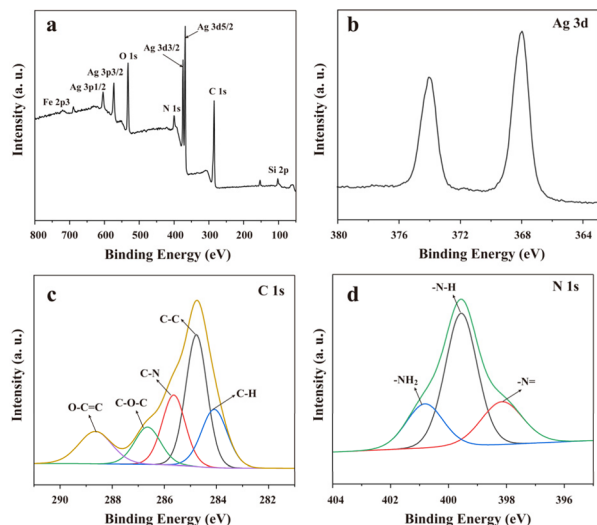 a
Ag 3d5/2
Ag 3d3/2
O 1s
Ag 3p3/2
Ag 3p1/2
Fe 2p3
N 1s
C 1s
Si 2p
Intensity (a. u.)
800 700 600 500 400 300 200 100
Binding Energy (eV)
b
Ag 3d
Intensity (a. u.)
380 376 372 368 364
Binding Energy (eV)
c
C 1s
C-C
C-N
C-H
C-O-C
O-C=C
Intensity (a. u.)
290 288 286 284 282
Binding Energy (eV)
d
N 1s
-N-H
-NH2
-N=
Intensity (a. u.)
404 402 400 398 396
Binding Energy (eV)